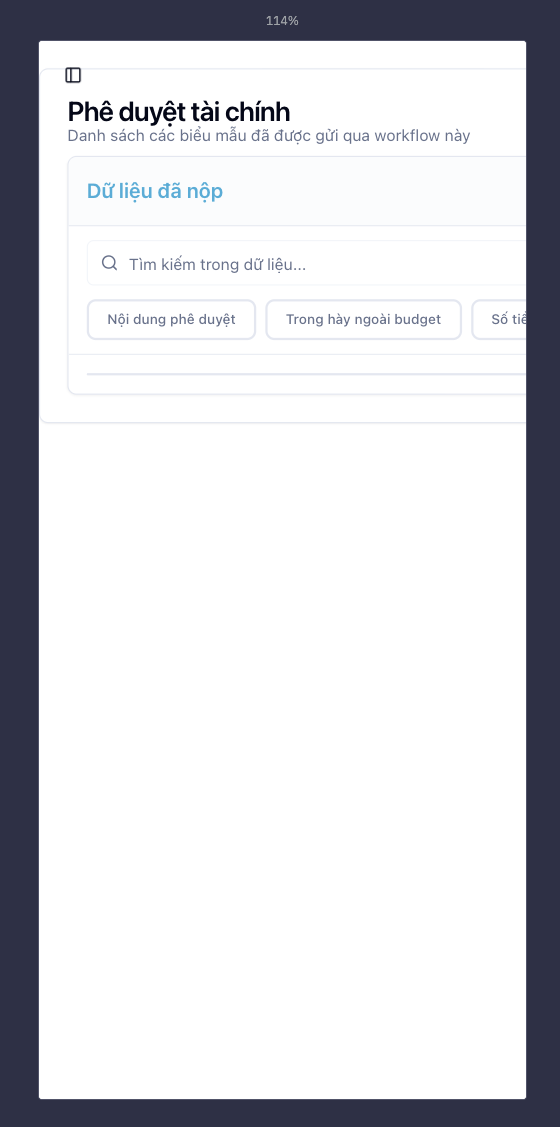 114%
Phê duyệt tài chính
Danh sách các biểu mẫu đã được gửi qua workflow này
Dữ liệu đã nộp
Tìm kiếm trong dữ liệu...
Nội dung phê duyệt
Trong hày ngoài budget
Số